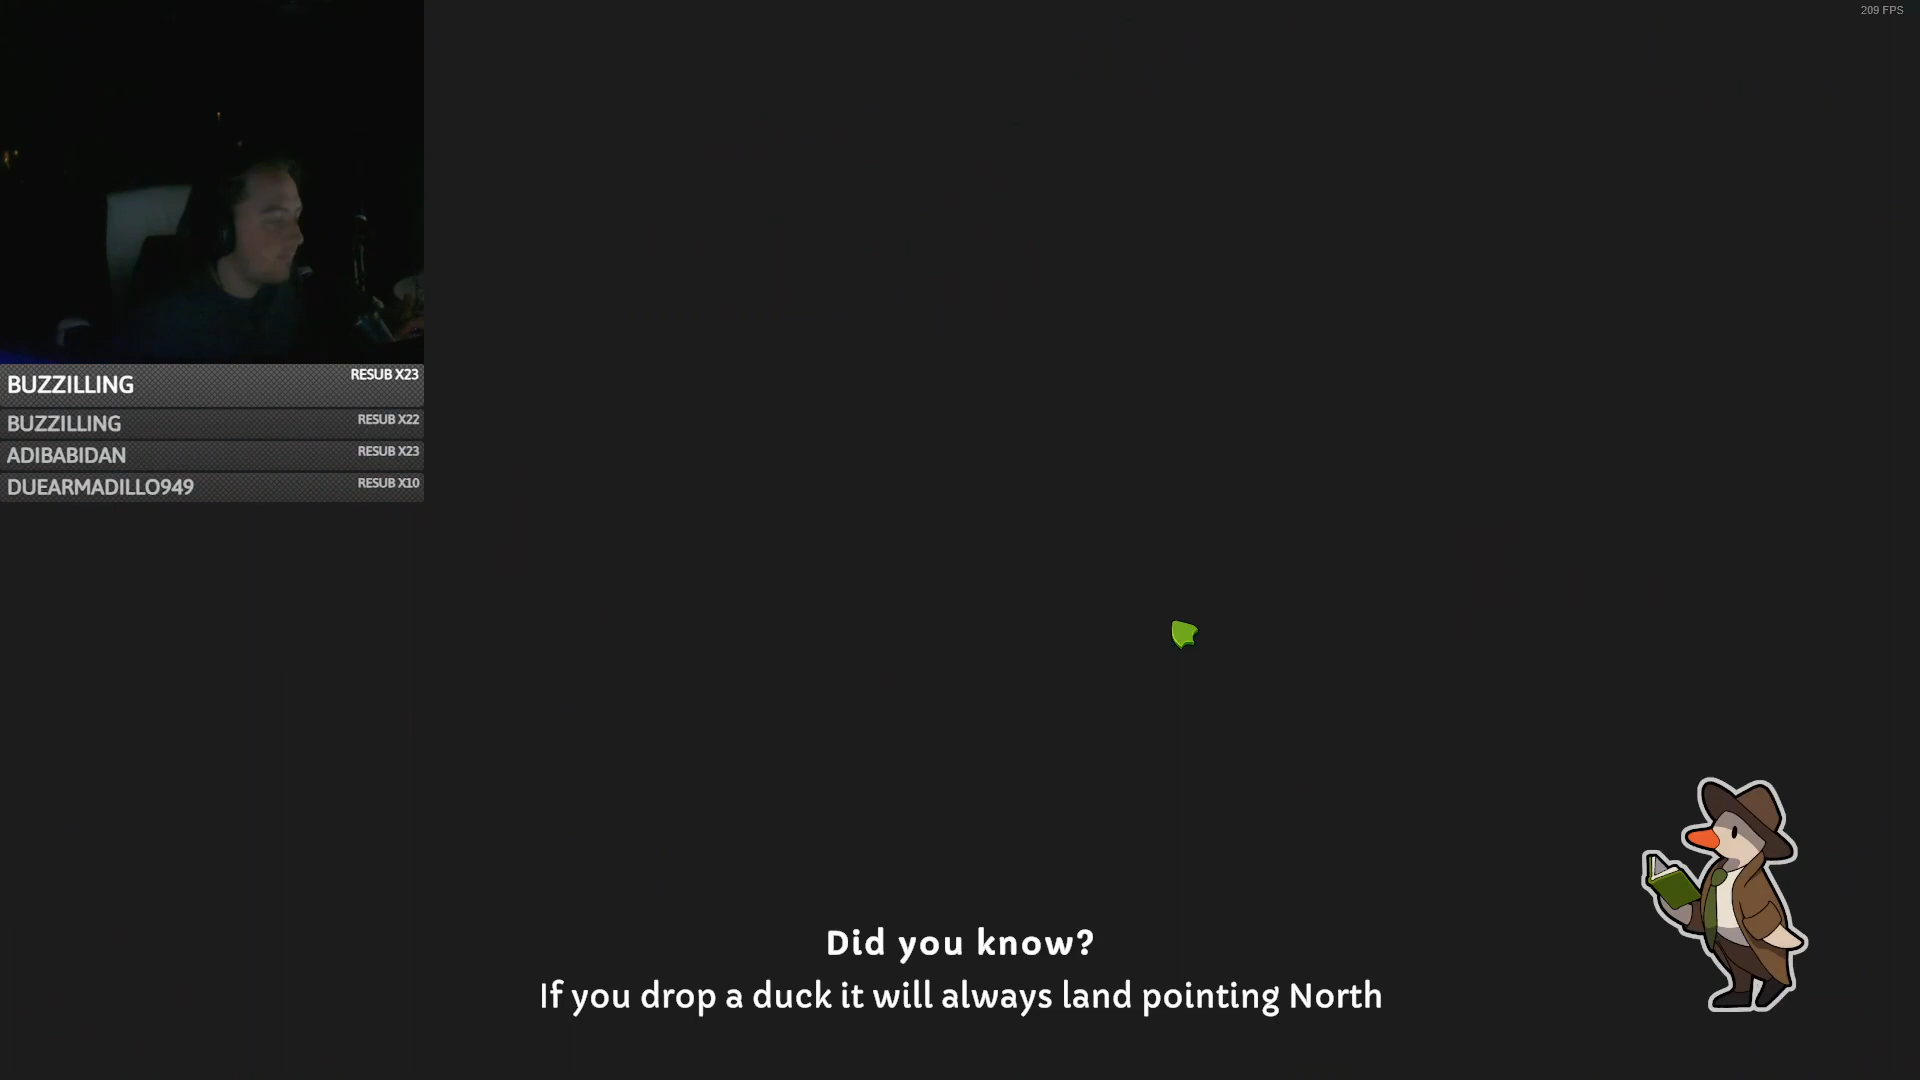 209 FPS
BUZZILLING RESUB X23
BUZZILLING RESUB X22
ADIBABIDAN RESUB X23
DUEARMADILLO949 RESUB X10
Did you know?
If you drop a duck it will always land pointing North